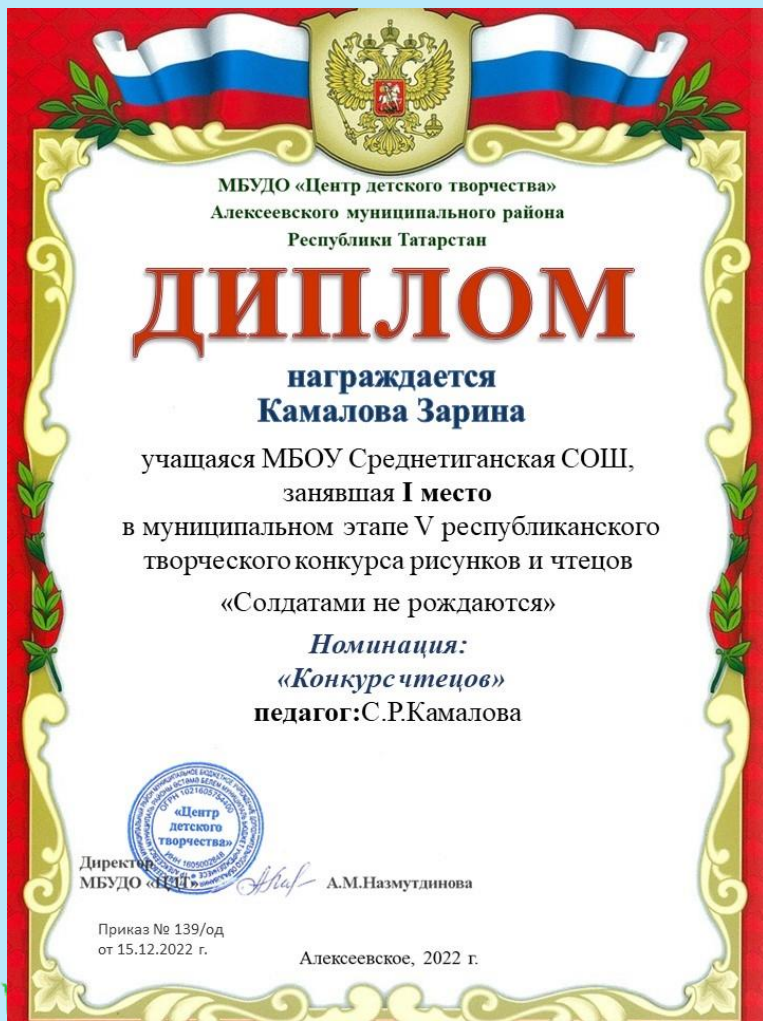 МБУДО «Центр детского творчества»
Алексеевского муниципального района
Республики Татарстан
ДИПЛОМ
награждается
Камалова Зарина
учащаяся МБОУ Среднетиганская СОШ,
занявшая I место
в муниципальном этапе V республиканского
творческого конкурса рисунков и чтецов
«Солдатами не рождаются»
Номинация:
«Конкурс чтецов»
педагог:С.Р.Камалова
«Центр
детского
творчества»
Директор
МБУДО «ЦДТ»
А.М.Назмутдинова
Приказ № 139/од
от 15.12.2022 г.
Алексеевское, 2022 г.